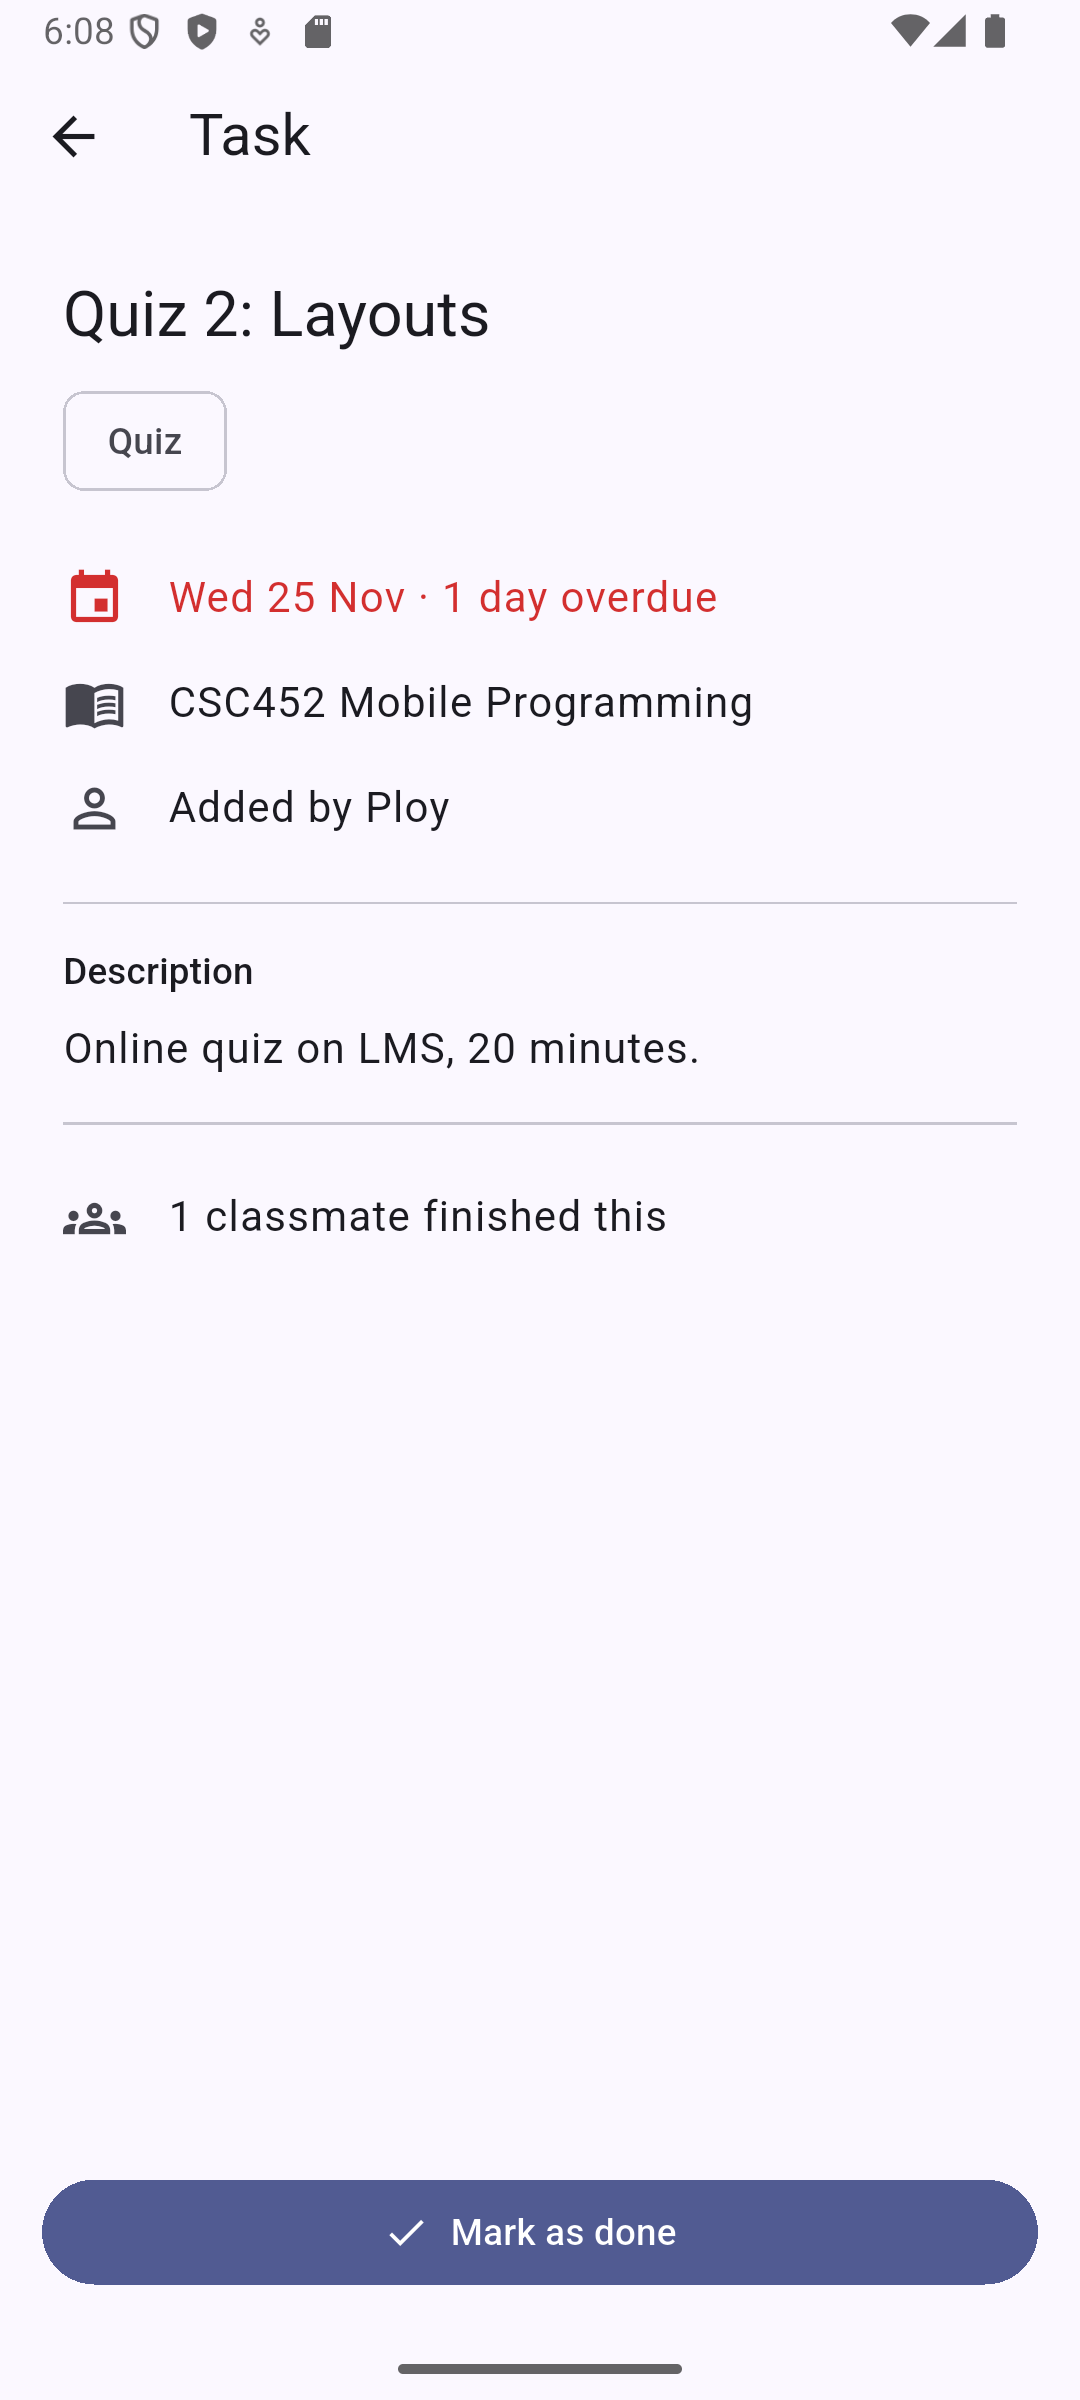 6:08
Task
Quiz 2: Layouts
Quiz
Wed 25 Nov · 1 day overdue
CSC452 Mobile Programming
Added by Ploy
Description
Online quiz on LMS, 20 minutes.
1 classmate finished this
Mark as done